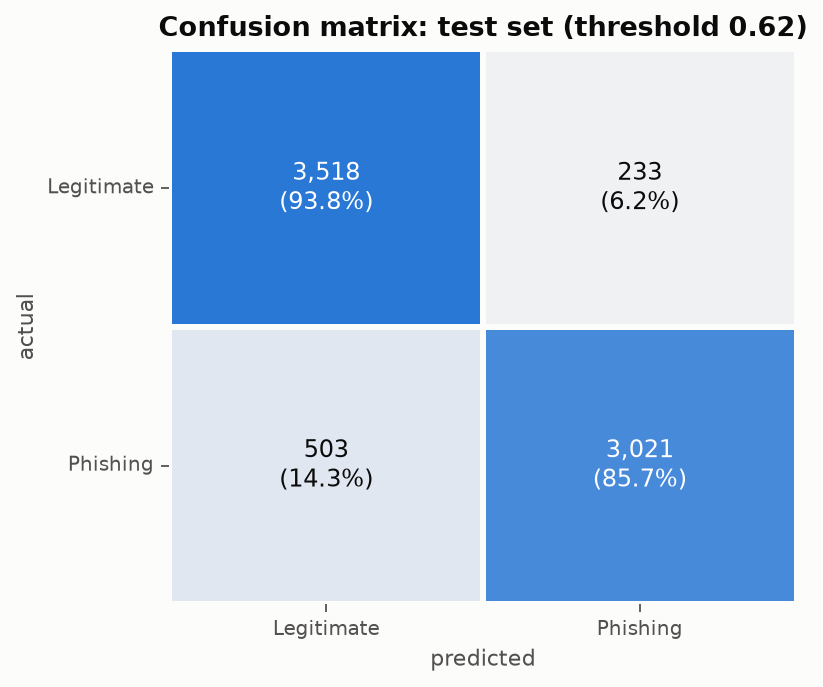 Confusion matrix: test set (threshold 0.62)
actual
Legitimate
3,518
(93.8%)
233
(6.2%)
Phishing
503
(14.3%)
3,021
(85.7%)
Legitimate
Phishing
predicted